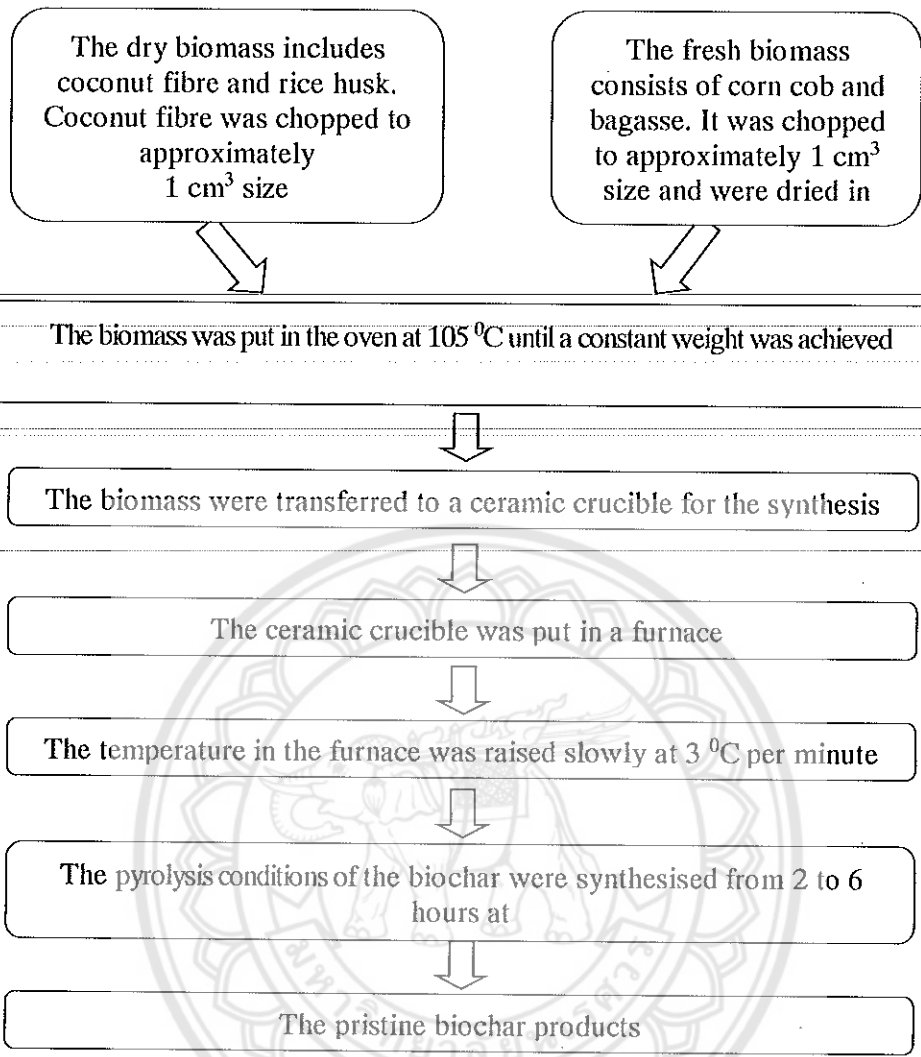 The dry biomass includes
coconut fibre and rice husk.
Coconut fibre was chopped to
approximately
1 cm³ size
The fresh biomass
consists of corn cob and
bagasse. It was chopped
to approximately 1 cm³
size and were dried in
The biomass was put in the oven at 105 ⁰C until a constant weight was achieved
The biomass were transferred to a ceramic crucible for the synthesis
The ceramic crucible was put in a furnace
The temperature in the furnace was raised slowly at 3 ⁰C per minute
The pyrolysis conditions of the biochar were synthesised from 2 to 6
hours at
The pristine biochar products